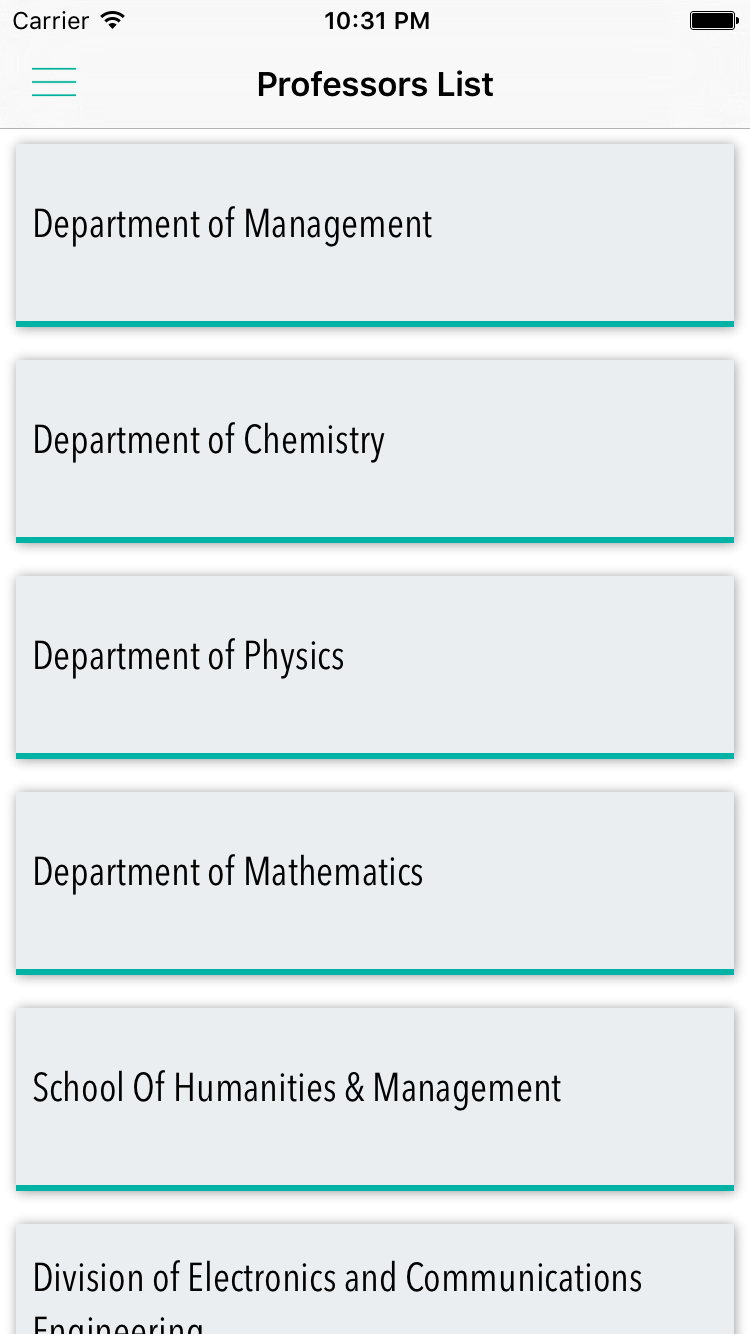 Carrier 10:31 PM
Professors List
Department of Management
Department of Chemistry
Department of Physics
Department of Mathematics
School Of Humanities & Management
Division of Electronics and Communications
Engineering